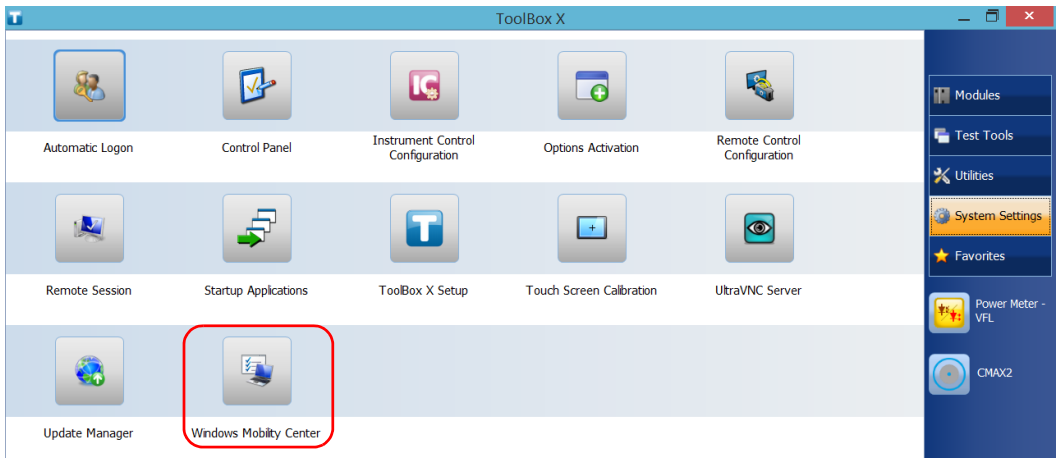 ToolBox X
Automatic Logon
Control Panel
Instrument Control
Configuration
Options Activation
Remote Control
Configuration
Remote Session
Startup Applications
ToolBox X Setup
Touch Screen Calibration
UltraVNC Server
Update Manager
Windows Mobility Center
Modules
Test Tools
Utilities
System Settings
Favorites
Power Meter -
VFL
CMAX2